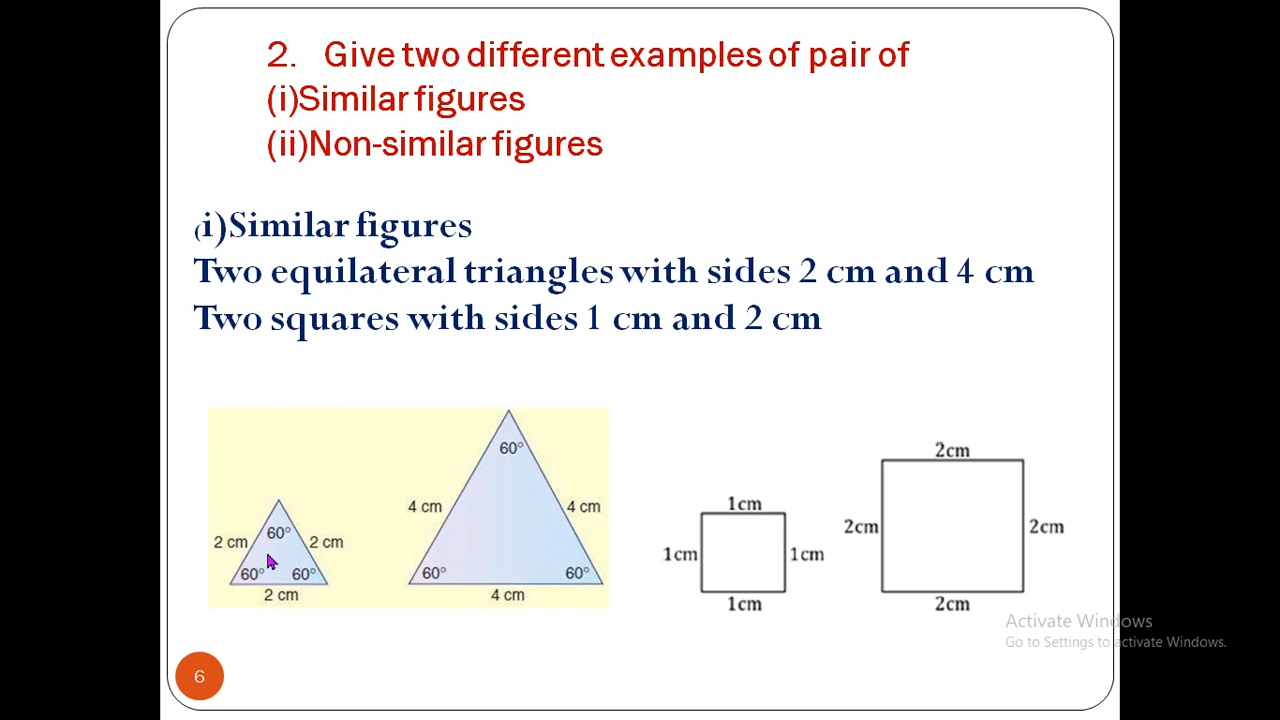 2. Give two different examples of pair of
(i)Similar figures
(ii)Non-similar figures
(i)Similar figures
Two equilateral triangles with sides 2 cm and 4 cm
Two squares with sides 1 cm and 2 cm
60°
2 cm
2 cm
60°
60°
2 cm
60°
4 cm
4 cm
60°
60°
4 cm
1cm
1cm
1cm
1cm
2cm
2cm
2cm
2cm
Activate Windows
Go to Settings to activate Windows.
6